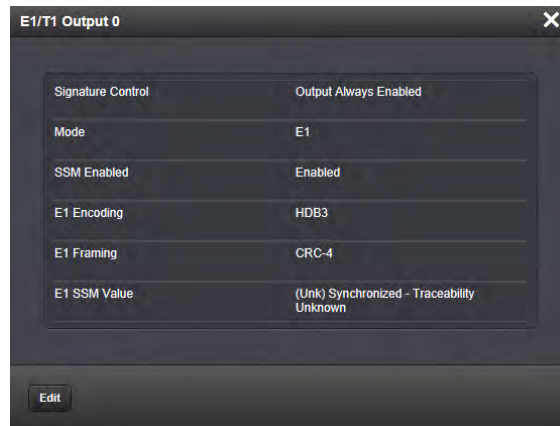 E1/T1 Output 0
Signature Control Output Always Enabled
Mode E1
SSM Enabled Enabled
E1 Encoding HDB3
E1 Framing CRC-4
E1 SSM Value (Unk) Synchronized - Traceability
Unknown
Edit